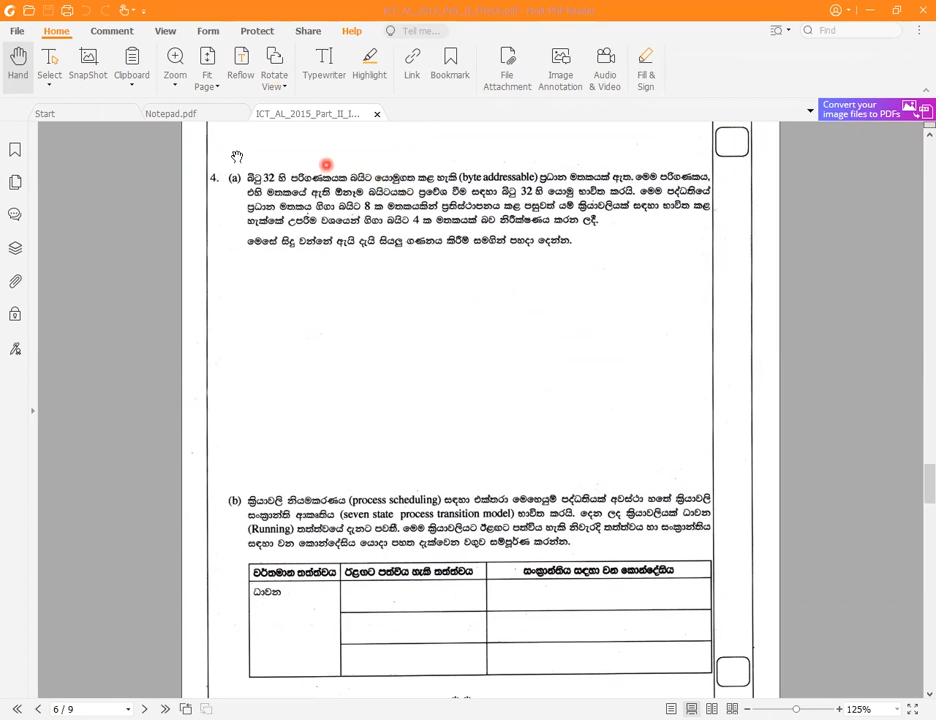 ICT_AL_2015_Part_II_Final.pdf - Foxit PDF Reader
File Home Comment View Form Protect Share Help Tell me... Find
Hand Select SnapShot Clipboard Zoom Fit Page Reflow Rotate View Typewriter Highlight Link Bookmark File Attachment Image Annotation Audio & Video Fill & Sign
Start Notepad.pdf ICT_AL_2015_Part_II_I... Convert your
image files to PDFs
4. (a) බිටු 32 හි පරිගණකයක බයිට යොමුගත කළ හැකි (byte addressable) ප්‍රධාන මතකයක් ඇත. මෙම පරිගණකය,
එහි මතකයේ ඇති ඕනෑම බයිටයකට ප්‍රවේශ වීම සඳහා බිටු 32 හි යොමු භාවිත කරයි. මෙම පද්ධතියේ
ප්‍රධාන මතකය ගිගා බයිට 8 ක මතකයකින් ප්‍රතිස්ථාපනය කළ පසුවත් යම් ක්‍රියාවලියක් සඳහා භාවිත කළ
හැක්කේ උපරිම වශයෙන් ගිගා බයිට 4 ක මතකයක් බව නිරීක්ෂණය කරන ලදී.
මෙසේ සිදු වන්නේ ඇයි දැයි සියලු ගණනය කිරීම් සමගින් පහදා දෙන්න.
(b) ක්‍රියාවලි නියමකරණය (process scheduling) සඳහා එක්තරා මෙහෙයුම් පද්ධතියක් අවස්ථා හතේ ක්‍රියාවලි
සංක්‍රාන්ති ආකෘතිය (seven state process transition model) භාවිත කරයි. දෙන ලද ක්‍රියාවලියක් ධාවන
(Running) තත්ත්වයේ දැනට පවතී. මෙම ක්‍රියාවලියට ඊළඟට පත්විය හැකි නිවැරදි තත්ත්වය හා සංක්‍රාන්තිය
සඳහා වන කොන්දේසිය යොදා පහත දැක්වෙන වගුව සම්පූර්ණ කරන්න.
වර්තමාන තත්ත්වය ඊළඟට පත්විය හැකි තත්ත්වය සංක්‍රාන්තිය සඳහා වන කොන්දේසිය
ධාවන
6 / 9 125%